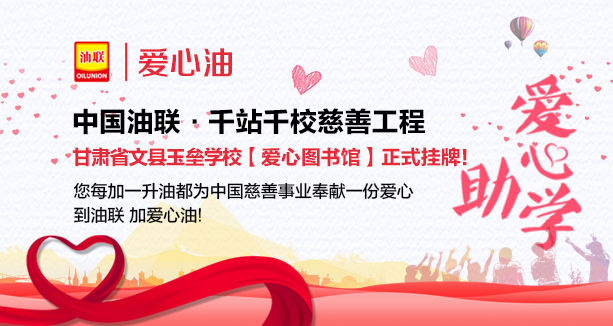 油联
OILUNION
爱心油
中国油联·千站千校慈善工程
甘肃省文县玉垒学校【爱心图书馆】正式挂牌!
您每加一升油都为中国慈善事业奉献一份爱心
到油联 加爱心油!
爱心
助学